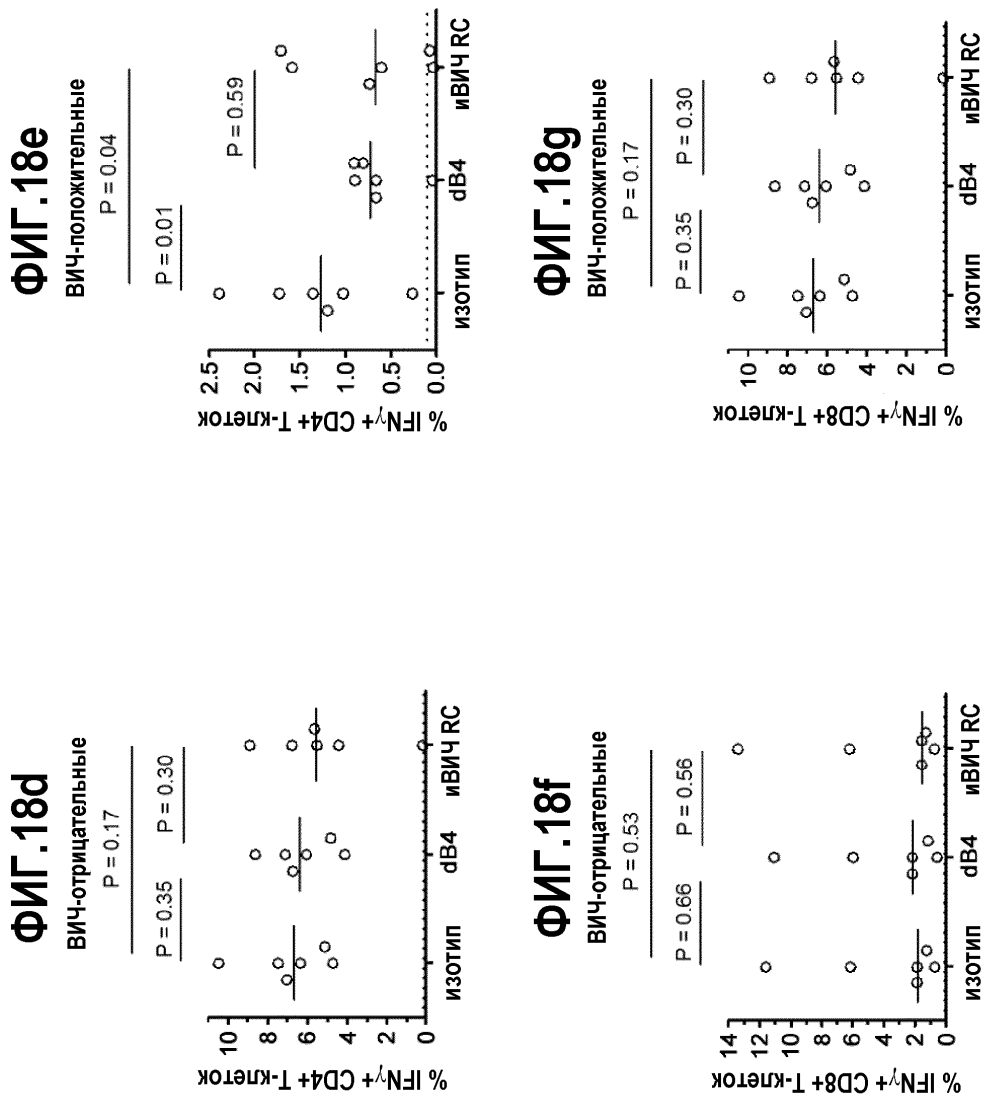 ФИГ.18d
ВИЧ-отрицательные
P = 0.17
P = 0.35
P = 0.30
% IFNγ+ CD4+ Т-клеток
10
8
6
4
2
0
изотип
dB4
иВИЧ RC
ФИГ.18e
ВИЧ-положительные
P = 0.04
P = 0.01
P = 0.59
% IFNγ+ CD4+ Т-клеток
2.5
2.0
1.5
1.0
0.5
0.0
изотип
dB4
иВИЧ RC
ФИГ.18f
ВИЧ-отрицательные
P = 0.53
P = 0.66
P = 0.56
% IFNγ+ CD8+ Т-клеток
14
12
10
8
6
4
2
0
изотип
dB4
иВИЧ RC
ФИГ.18g
ВИЧ-положительные
P = 0.17
P = 0.35
P = 0.30
% IFNγ+ CD8+ Т-клеток
10
8
6
4
2
0
изотип
dB4
иВИЧ RC